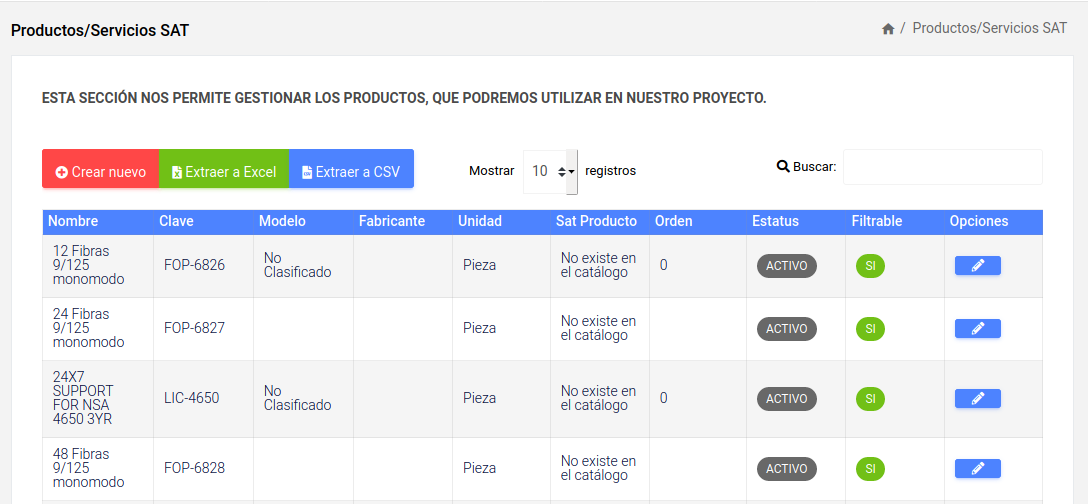 Productos/Servicios SAT
/ Productos/Servicios SAT
ESTA SECCIÓN NOS PERMITE GESTIONAR LOS PRODUCTOS, QUE PODREMOS UTILIZAR EN NUESTRO PROYECTO.
Crear nuevo Extraer a Excel Extraer a CSV Mostrar 10 registros Buscar:
Nombre Clave Modelo Fabricante Unidad Sat Producto Orden Estatus Filtrable Opciones
12 Fibras
9/125
monomodo
FOP-6826
No
Clasificado
Pieza
No existe en
el catálogo
0
ACTIVO
SI
24 Fibras
9/125
monomodo
FOP-6827
Pieza
No existe en
el catálogo
ACTIVO
SI
24X7
SUPPORT
FOR NSA
4650 3YR
LIC-4650
No
Clasificado
Pieza
No existe en
el catálogo
0
ACTIVO
SI
48 Fibras
9/125
monomodo
FOP-6828
Pieza
No existe en
el catálogo
ACTIVO
SI